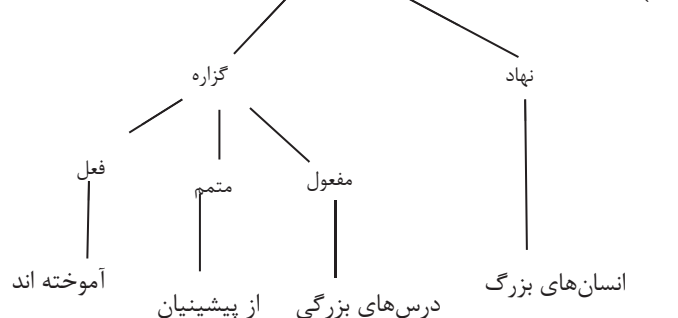 نهاد گزاره
مفعول متمم فعل
انسان‌های بزرگ درس‌های بزرگی از پیشینیان آموخته اند